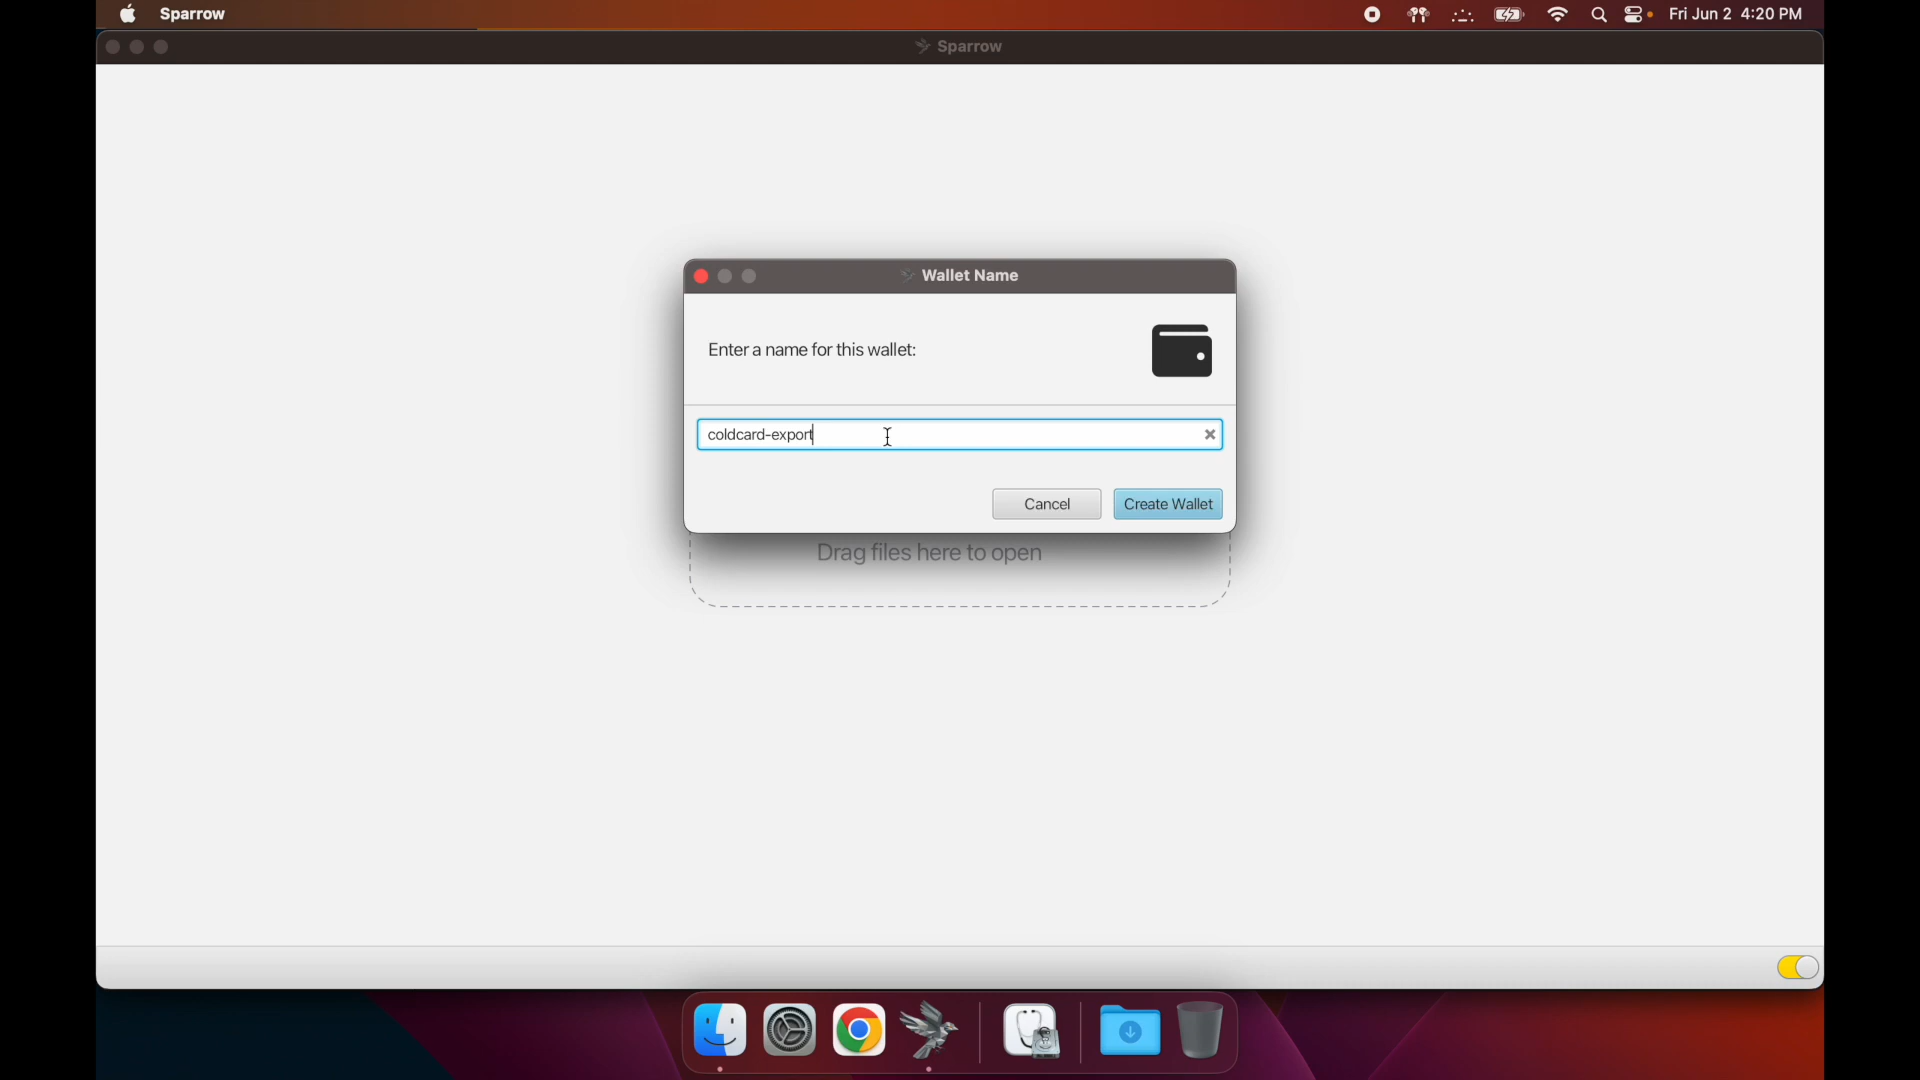 Sparrow
Fri Jun 2 4:20 PM
Sparrow
Wallet Name
Enter a name for this wallet:
coldcard-export
Cancel
Create Wallet
Drag files here to open